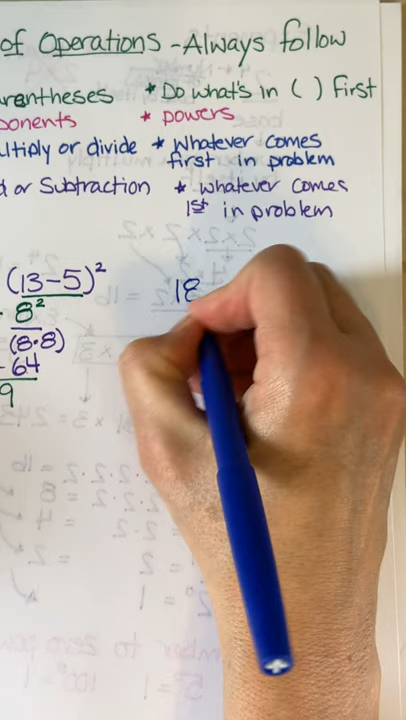 of Operations - Always follow
arentheses * Do what's in ( ) First
ponents * powers
ultiply or divide * Whatever comes
first in problem
d or Subtraction * whatever comes
1st in problem
(13-5)²
8²
(8·8)
64
9
18